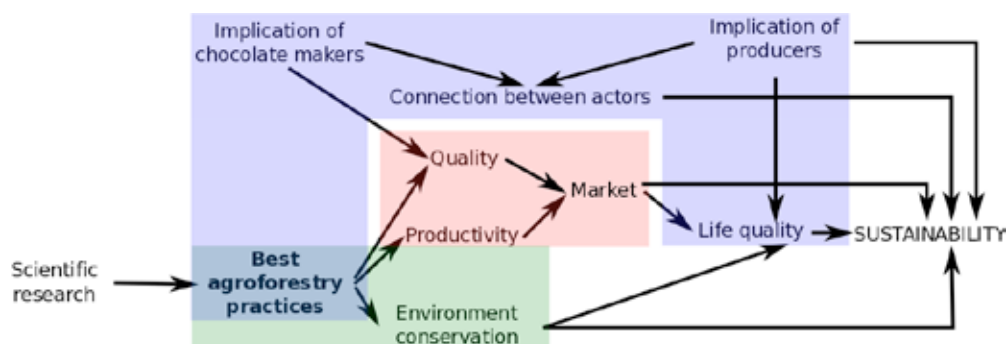 Implication of
chocolate makers
Implication of
producers
Connection between actors
Quality
Market
Productivity
Life quality
SUSTAINABILITY
Scientific
research
Best
agroforestry
practices
Environment
conservation